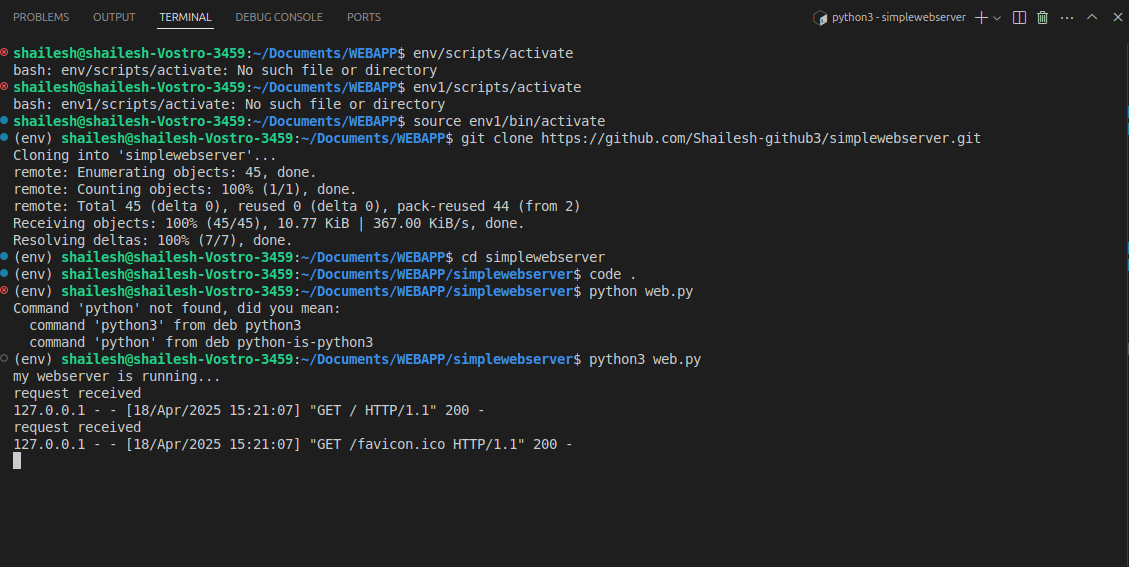 PROBLEMS OUTPUT TERMINAL DEBUG CONSOLE PORTS python3 - simplewebserver
shailesh@shailesh-Vostro-3459:~/Documents/WEBAPP$ env/scripts/activate
bash: env/scripts/activate: No such file or directory
shailesh@shailesh-Vostro-3459:~/Documents/WEBAPP$ env1/scripts/activate
bash: env1/scripts/activate: No such file or directory
shailesh@shailesh-Vostro-3459:~/Documents/WEBAPP$ source env1/bin/activate
(env) shailesh@shailesh-Vostro-3459:~/Documents/WEBAPP$ git clone https://github.com/Shailesh-github3/simplewebserver.git
Cloning into 'simplewebserver'...
remote: Enumerating objects: 45, done.
remote: Counting objects: 100% (1/1), done.
remote: Total 45 (delta 0), reused 0 (delta 0), pack-reused 44 (from 2)
Receiving objects: 100% (45/45), 10.77 KiB | 367.00 KiB/s, done.
Resolving deltas: 100% (7/7), done.
(env) shailesh@shailesh-Vostro-3459:~/Documents/WEBAPP$ cd simplewebserver
(env) shailesh@shailesh-Vostro-3459:~/Documents/WEBAPP/simplewebserver$ code .
(env) shailesh@shailesh-Vostro-3459:~/Documents/WEBAPP/simplewebserver$ python web.py
Command 'python' not found, did you mean:
  command 'python3' from deb python3
  command 'python' from deb python-is-python3
(env) shailesh@shailesh-Vostro-3459:~/Documents/WEBAPP/simplewebserver$ python3 web.py
my webserver is running...
request received
127.0.0.1 - - [18/Apr/2025 15:21:07] "GET / HTTP/1.1" 200 -
request received
127.0.0.1 - - [18/Apr/2025 15:21:07] "GET /favicon.ico HTTP/1.1" 200 -